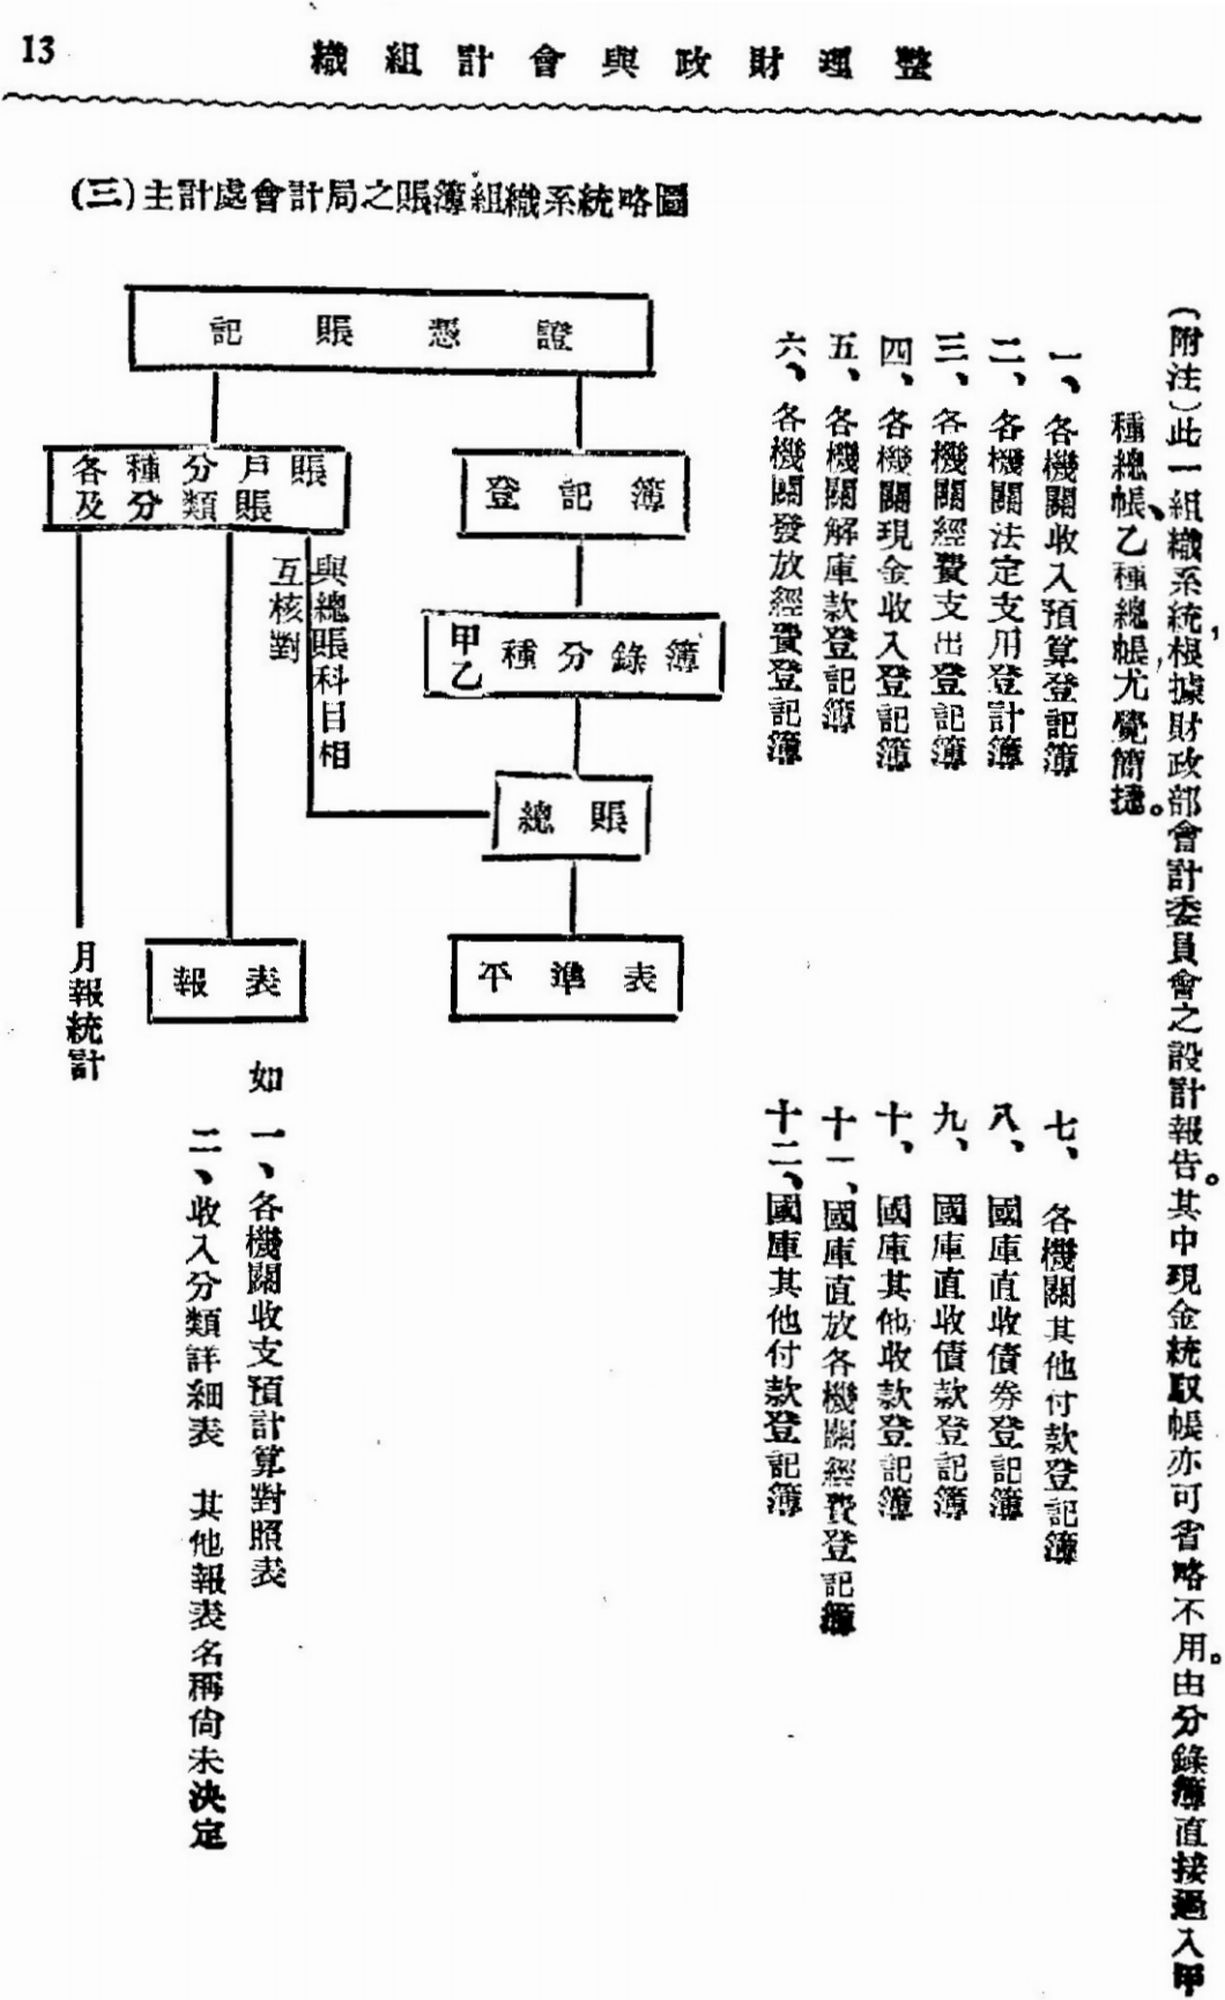 整理財政與會計組織
13
(附注)此一組織系統，根據財政部會計委員會之設計報告。其中現金統馭帳亦可省略不用。由分錄簿直接過入甲
種總帳、乙種總帳，尤覺簡捷。
一、各機關收入預算登記簿
二、各機關法定支用登計簿
三、各機關經費支出登記簿
四、各機關現金收入登記簿
五、各機關解庫款登記簿
六、各機關發放經費登記簿
七、各機關其他付款登記簿
八、國庫直收債券登記簿
九、國庫直收債款登記簿
十、國庫其他收款登記簿
十一、國庫直放各機關經費登記簿
十二、國庫其他付款登記簿
(三)主計處會計局之賬簿組織系統略圖
記賬憑證
各種分戶賬
及分類賬
登記簿
與總賬科目相
互核對
甲乙種分錄簿
總賬
月報統計
報表
平準表
如 一、各機關收支預計算對照表
二、收入分類詳細表 其他報表名稱尙未決定